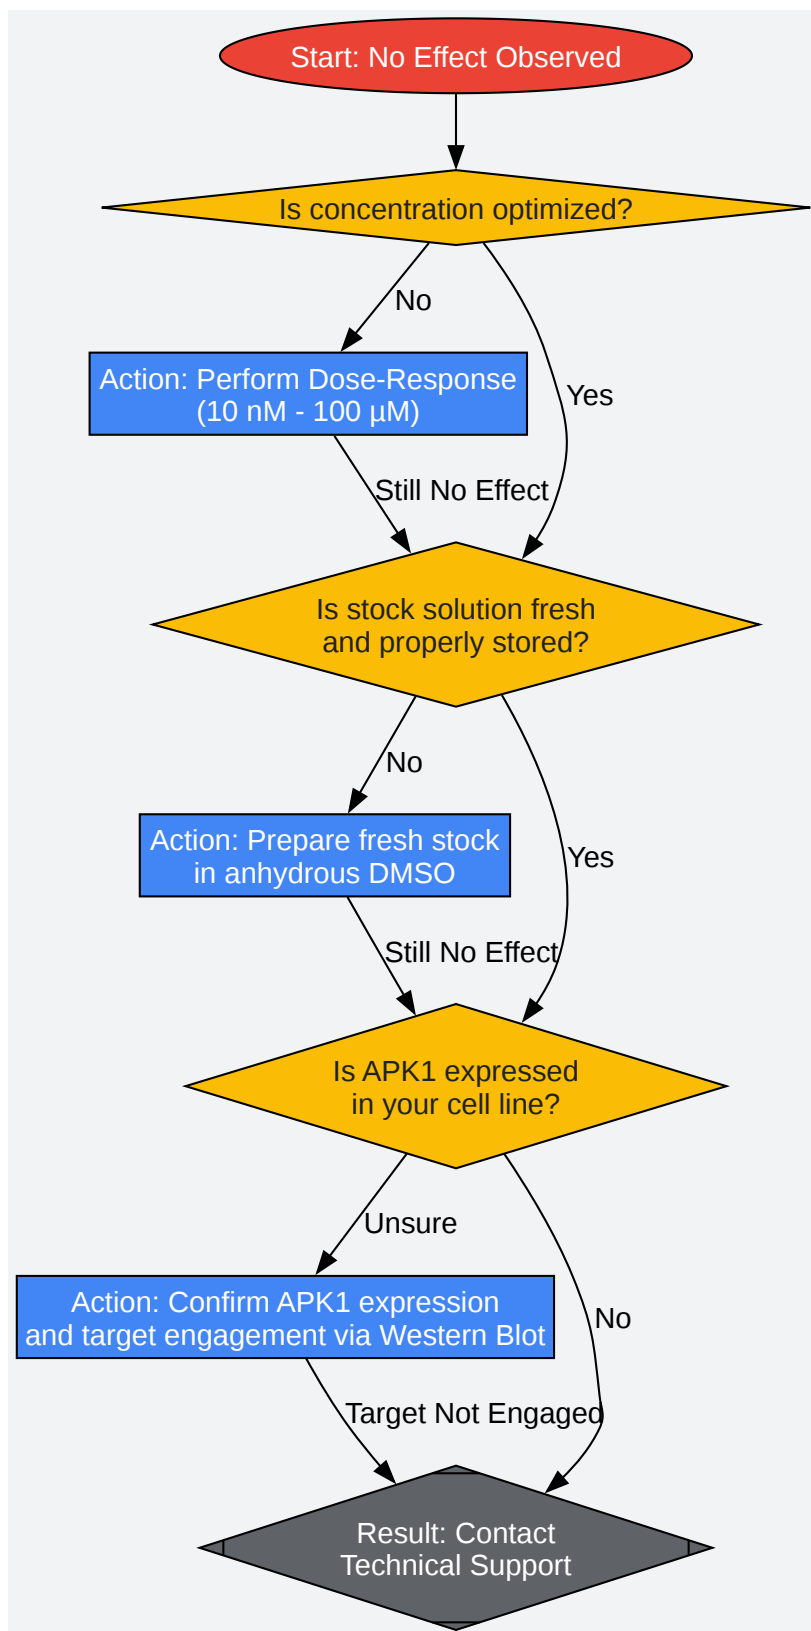 Start: No Effect Observed
Is concentration optimized?
No
Action: Perform Dose-Response
(10 nM - 100 µM)
Yes
Still No Effect
Is stock solution fresh
and properly stored?
No
Action: Prepare fresh stock
in anhydrous DMSO
Yes
Still No Effect
Is APK1 expressed
in your cell line?
Unsure
Action: Confirm APK1 expression
and target engagement via Western Blot
No
Target Not Engaged
Result: Contact
Technical Support